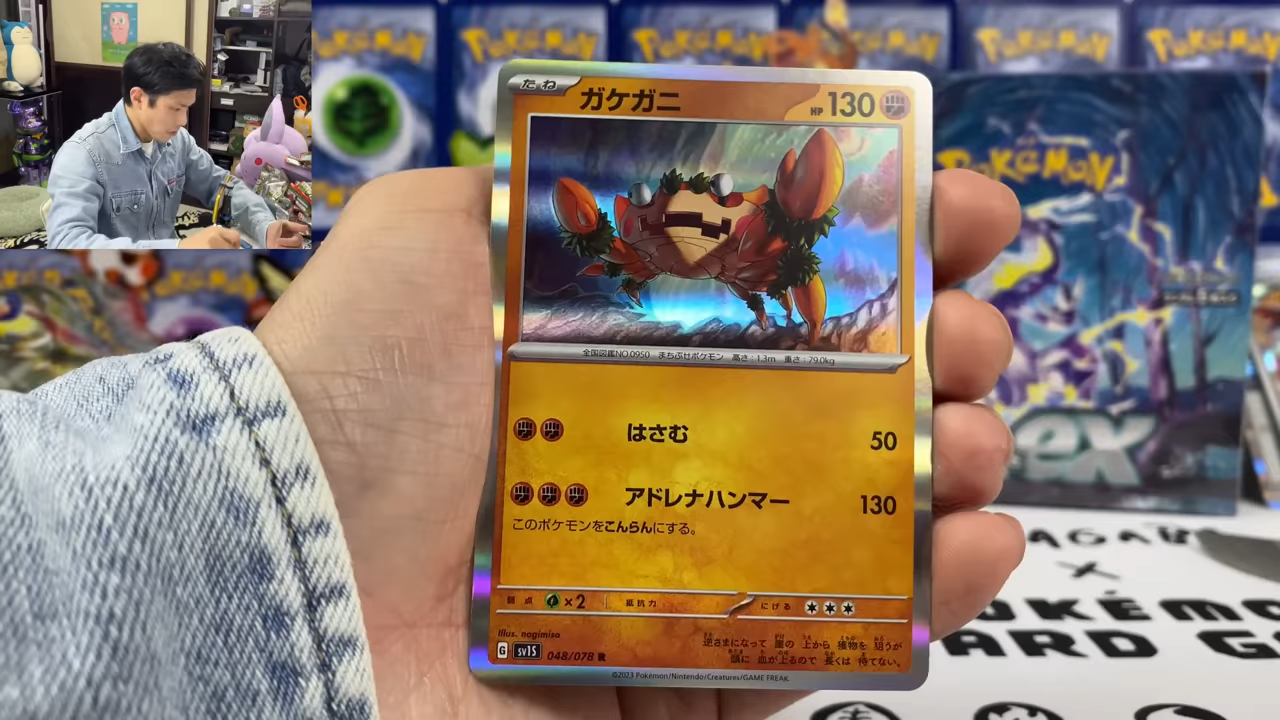 POKÉMON
POKÉMON
POKÉMON
POKÉMON
POKÉMON
たね
ガケガニ
HP 130
全国図鑑NO.0950 まちぶせポケモン 高さ:1.3m 重さ:79.0kg
はさむ 50
アドレナハンマー 130
このポケモンをこんらんにする。
弱点 ×2 抵抗力 にげる
Illus. nagimiso
G sv1S 048/078 R
逆さまになって 崖の 上から 獲物を 狙うが
頭に 血が上るので 長くは 待てない。
©2023 Pokémon/Nintendo/Creatures/GAME FREAK.
POKÉMON
ex
×